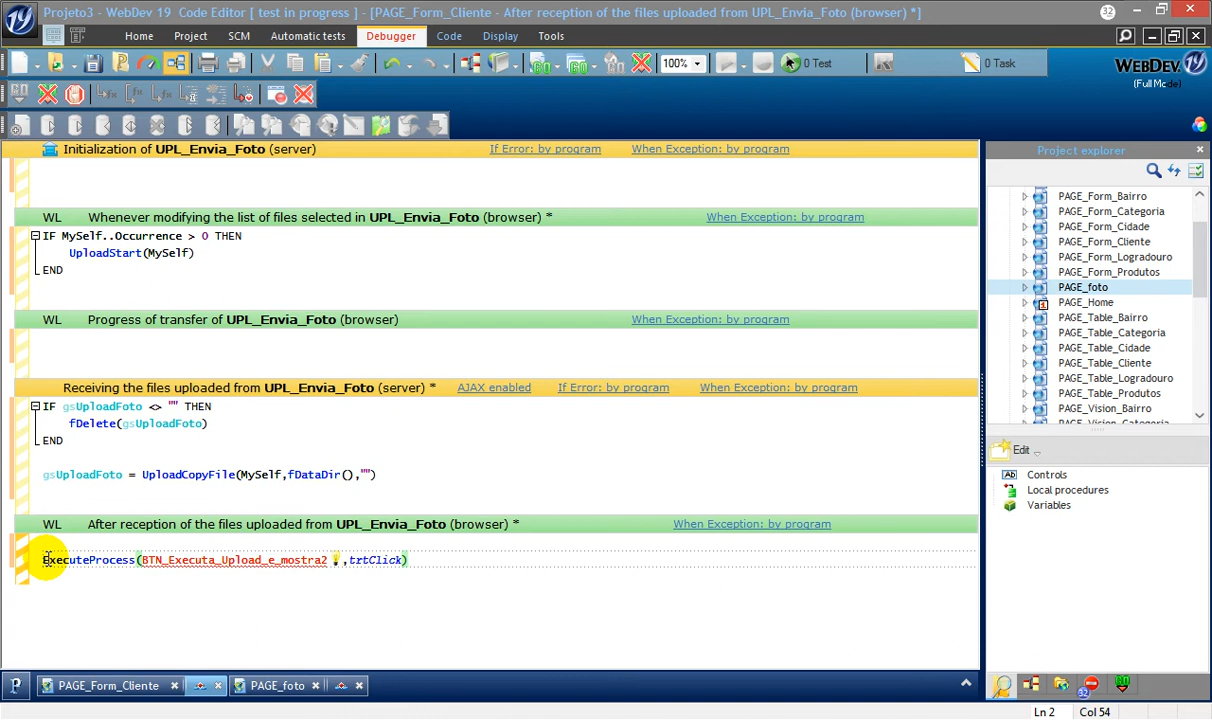 Projeto3 - WebDev 19 Code Editor [ test in progress ] - [PAGE_Form_Cliente - After reception of the files uploaded from UPL_Envia_Foto (browser) *]
32
Home Project SCM Automatic tests Debugger Code Display Tools
100% 0 Test 0 Task WEBDEV 19
(Full Mode)
Initialization of UPL_Envia_Foto (server) If Error: by program When Exception: by program
WL Whenever modifying the list of files selected in UPL_Envia_Foto (browser) * When Exception: by program
IF MySelf..Occurrence > 0 THEN
UploadStart(MySelf)
END
WL Progress of transfer of UPL_Envia_Foto (browser) When Exception: by program
Receiving the files uploaded from UPL_Envia_Foto (server) * AJAX enabled If Error: by program When Exception: by program
IF gsUploadFoto <> "" THEN
fDelete(gsUploadFoto)
END
gsUploadFoto = UploadCopyFile(MySelf,fDataDir(),"")
WL After reception of the files uploaded from UPL_Envia_Foto (browser) * When Exception: by program
ExecuteProcess(BTN_Executa_Upload_e_mostra2 ,trtClick)
Project explorer
PAGE_Form_Bairro
PAGE_Form_Categoria
PAGE_Form_Cidade
PAGE_Form_Cliente
PAGE_Form_Logradouro
PAGE_Form_Produtos
PAGE_foto
PAGE_Home
PAGE_Table_Bairro
PAGE_Table_Categoria
PAGE_Table_Cidade
PAGE_Table_Cliente
PAGE_Table_Logradouro
PAGE_Table_Produtos
PAGE_Vision_Bairro
PAGE_Vision_Categoria
Edit
Controls
Local procedures
Variables
PAGE_Form_Cliente PAGE_foto
32
Ln 2 Col 54